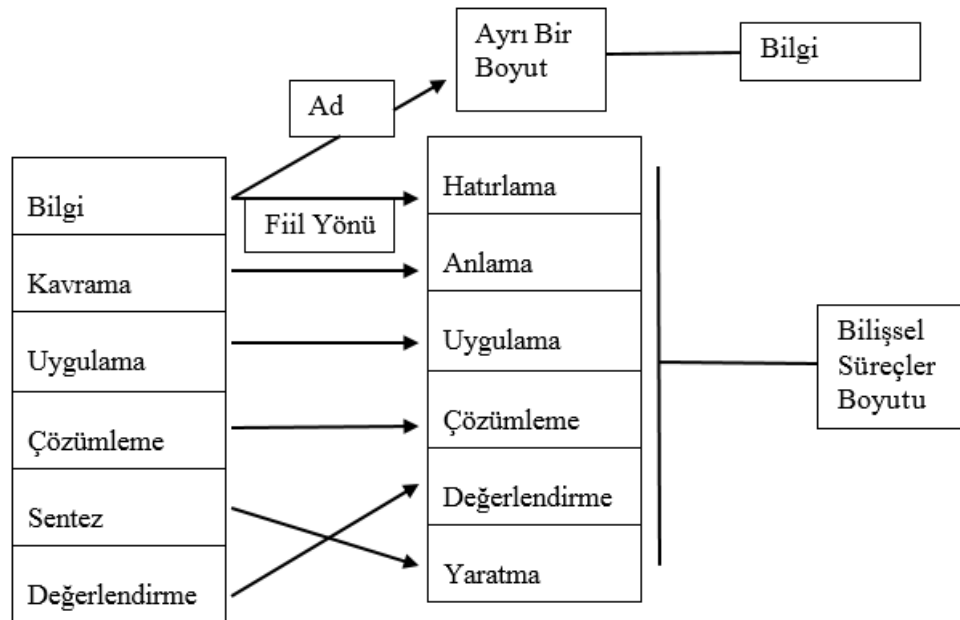 Ayrı Bir
Boyut
Bilgi
Ad
Bilgi
Kavrama
Uygulama
Çözümleme
Sentez
Değerlendirme
Fiil Yönü
Hatırlama
Anlama
Uygulama
Çözümleme
Değerlendirme
Yaratma
Bilişsel
Süreçler
Boyutu